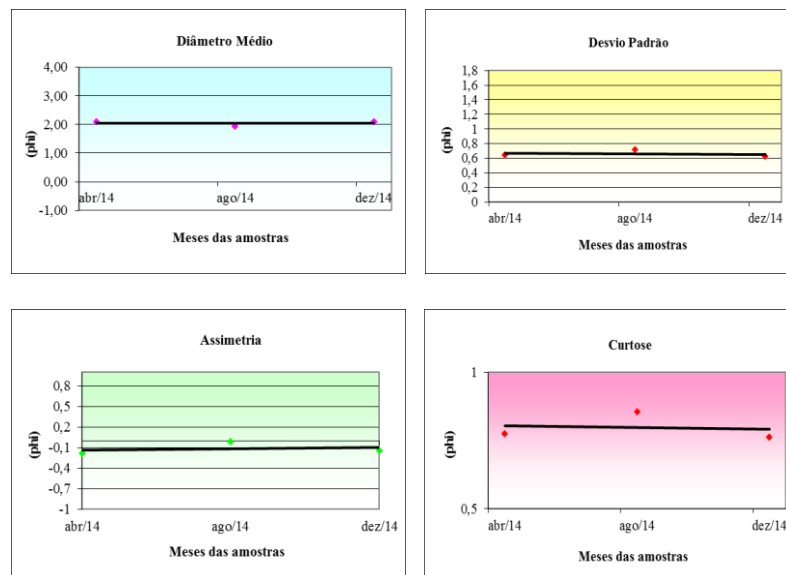 Diâmetro Médio
4,00
3,00
2,00
1,00
0,00
-1,00
(phi)
abr/14 ago/14 dez/14
Meses das amostras
Desvio Padrão
1,8
1,6
1,4
1,2
1
0,8
0,6
0,4
0,2
0
(phi)
abr/14 ago/14 dez/14
Meses das amostras
Assimetria
0,8
0,5
0,2
-0,1
-0,4
-0,7
-1
(phi)
abr/14 ago/14 dez/14
Meses das amostras
Curtose
1
0,5
(phi)
abr/14 ago/14 dez/14
Meses das amostras